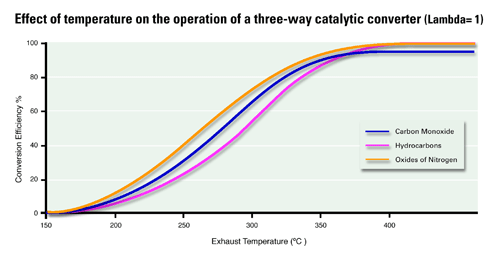 Effect of temperature on the operation of a three-way catalytic converter (Lambda= 1)
100
80
60
40
20
0
Conversion Efficiency %
150
200
250
300
350
400
Exhaust Temperature (ºC )
Carbon Monoxide
Hydrocarbons
Oxides of Nitrogen